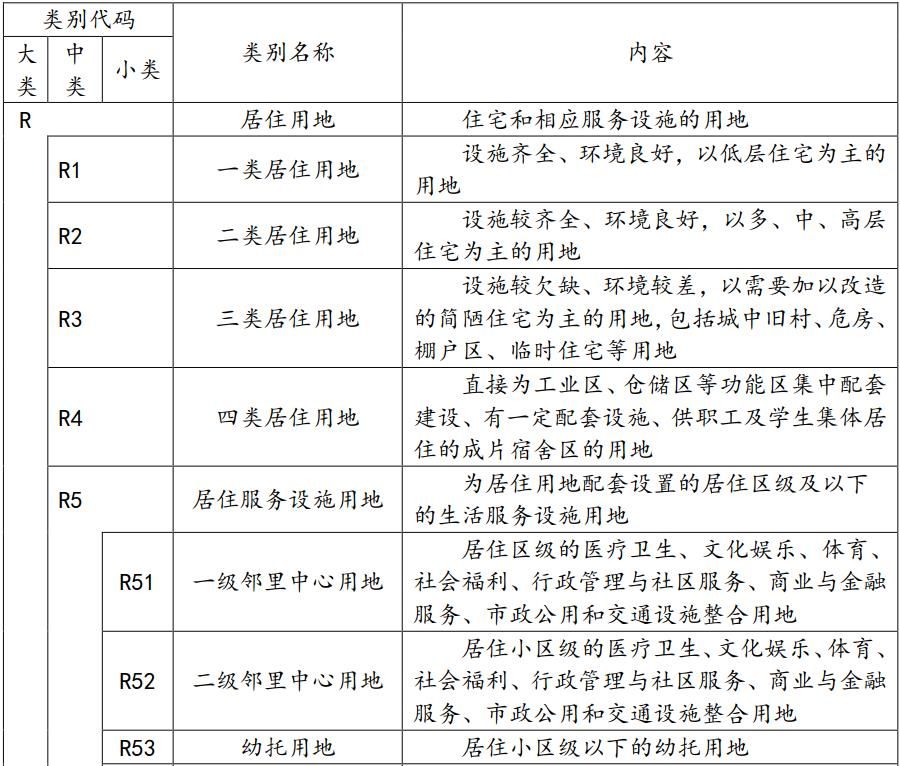 类别代码
类别名称
内容
大类
中类
小类
R
居住用地
住宅和相应服务设施的用地
R1
一类居住用地
设施齐全、环境良好，以低层住宅为主的
用地
R2
二类居住用地
设施较齐全、环境良好，以多、中、高层
住宅为主的用地
R3
三类居住用地
设施较欠缺、环境较差，以需要加以改造
的简陋住宅为主的用地，包括城中旧村、危房、
棚户区、临时住宅等用地
R4
四类居住用地
直接为工业区、仓储区等功能区集中配套
建设、有一定配套设施、供职工及学生集体居
住的成片宿舍区的用地
R5
居住服务设施用地
为居住用地配套设置的居住区级及以下
的生活服务设施用地
R51
一级邻里中心用地
居住区级的医疗卫生、文化娱乐、体育、
社会福利、行政管理与社区服务、商业与金融
服务、市政公用和交通设施整合用地
R52
二级邻里中心用地
居住小区级的医疗卫生、文化娱乐、体育、
社会福利、行政管理与社区服务、商业与金融
服务、市政公用和交通设施整合用地
R53
幼托用地
居住小区级以下的幼托用地